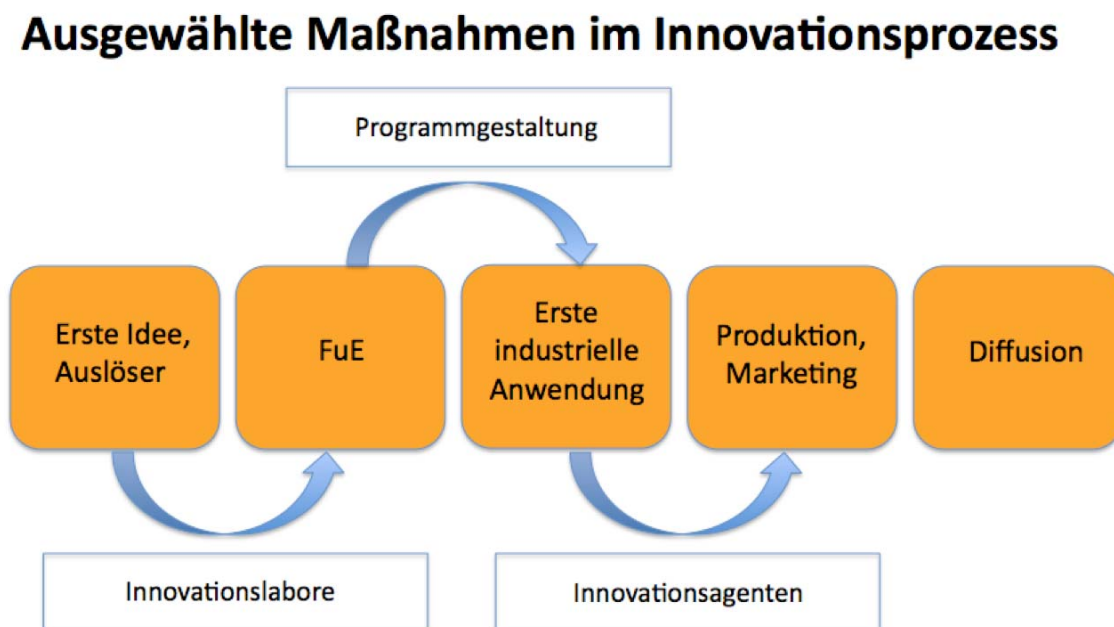 Ausgewählte Maßnahmen im Innovationsprozess
Programmgestaltung
Erste Idee,
Auslöser
FuE
Erste
industrielle
Anwendung
Produktion,
Marketing
Diffusion
Innovationslabore
Innovationsagenten